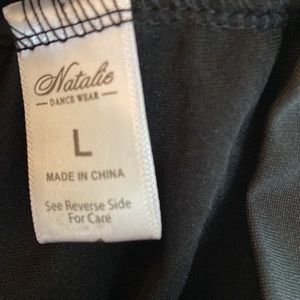 Natalie
DANCE WEAR
L
MADE IN CHINA
See Reverse Side
For Care